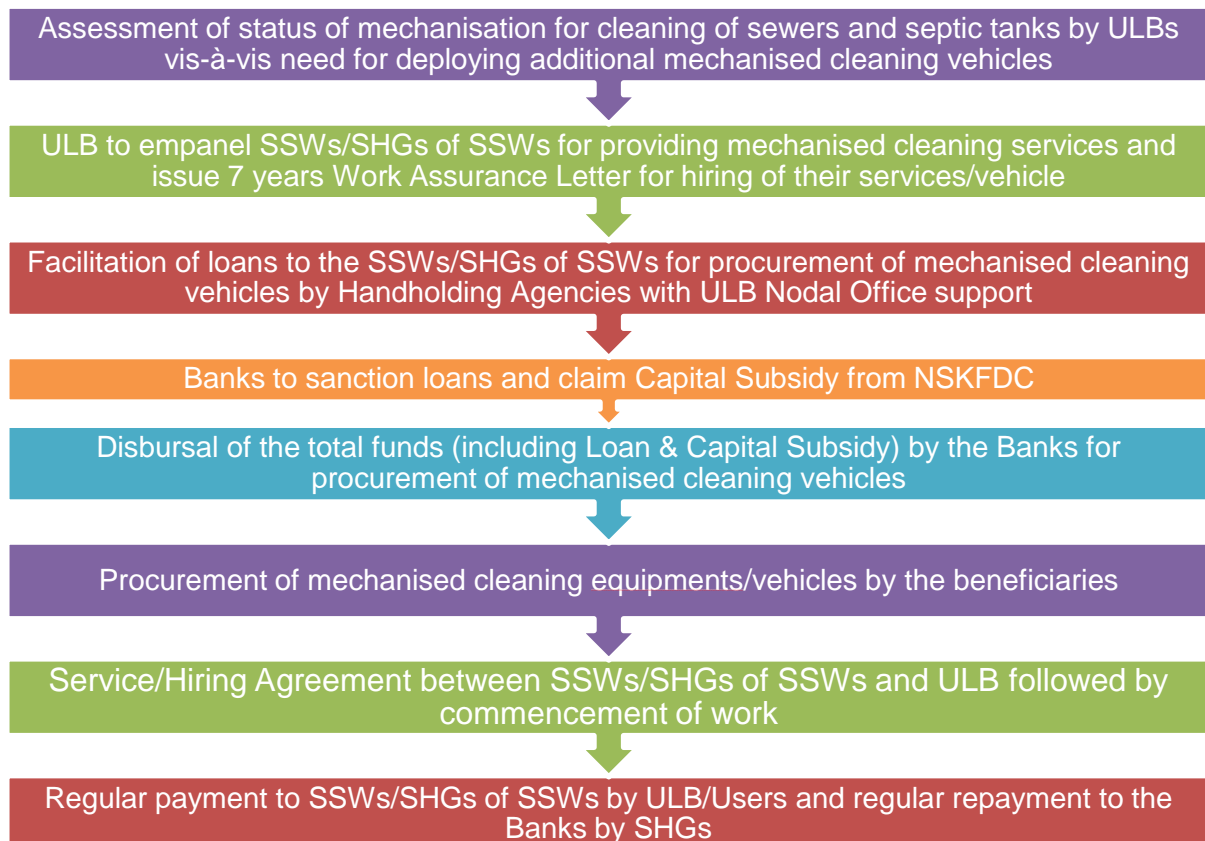 Assessment of status of mechanisation for cleaning of sewers and septic tanks by ULBs
vis-à-vis need for deploying additional mechanised cleaning vehicles
ULB to empanel SSWs/SHGs of SSWs for providing mechanised cleaning services and
issue 7 years Work Assurance Letter for hiring of their services/vehicle
Facilitation of loans to the SSWs/SHGs of SSWs for procurement of mechanised cleaning
vehicles by Handholding Agencies with ULB Nodal Office support
Banks to sanction loans and claim Capital Subsidy from NSKFDC
Disbursal of the total funds (including Loan & Capital Subsidy) by the Banks for
procurement of mechanised cleaning vehicles
Procurement of mechanised cleaning equipments/vehicles by the beneficiaries
Service/Hiring Agreement between SSWs/SHGs of SSWs and ULB followed by
commencement of work
Regular payment to SSWs/SHGs of SSWs by ULB/Users and regular repayment to the
Banks by SHGs